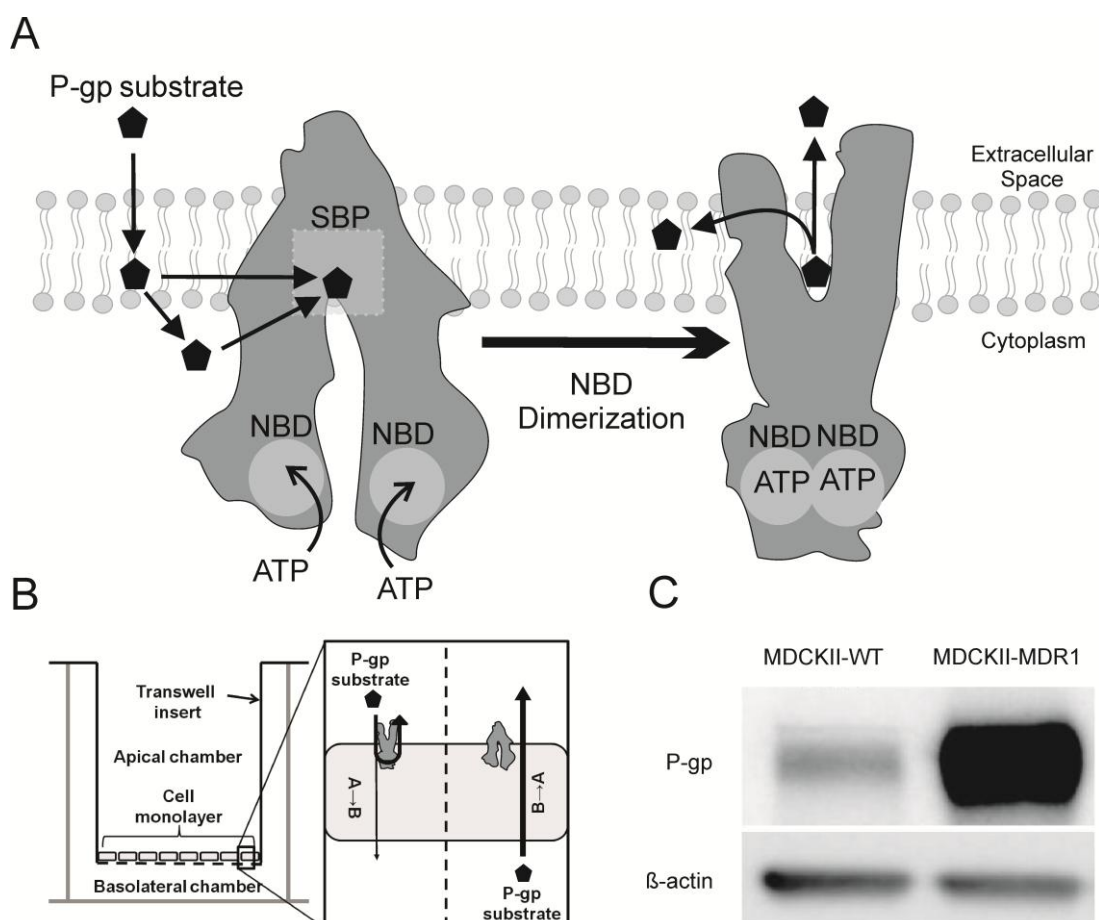 A
P-gp substrate
SBP
Extracellular
Space
Cytoplasm
NBD
Dimerization
NBD
NBD
NBD NBD
ATP ATP
ATP
ATP
B
Transwell
insert
Apical chamber
Cell
monolayer
Basolateral chamber
P-gp
substrate
A→B
B→A
P-gp
substrate
C
MDCKII-WT MDCKII-MDR1
P-gp
ß-actin